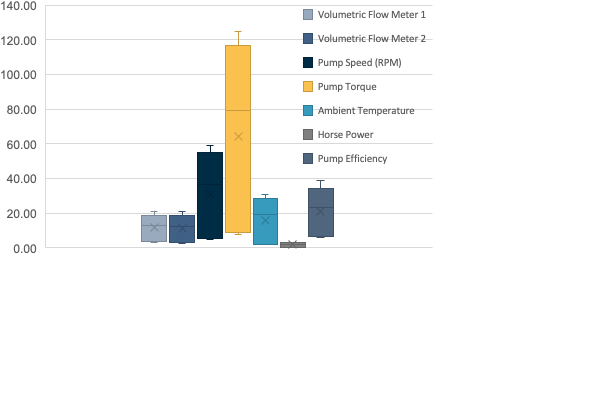 140.00
120.00
100.00
80.00
60.00
40.00
20.00
0.00
Volumetric Flow Meter 1
Volumetric Flow Meter 2
Pump Speed (RPM)
Pump Torque
Ambient Temperature
Horse Power
Pump Efficiency